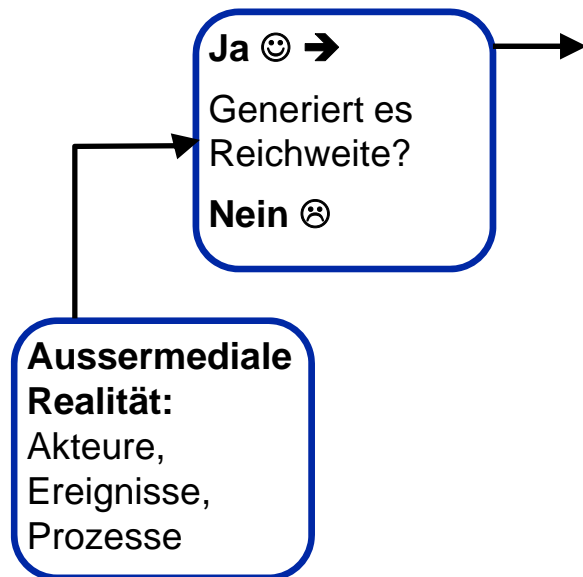 Ja ☺ ➔
Generiert es
Reichweite?
Nein ☹
Aussermediale
Realität:
Akteure,
Ereignisse,
Prozesse